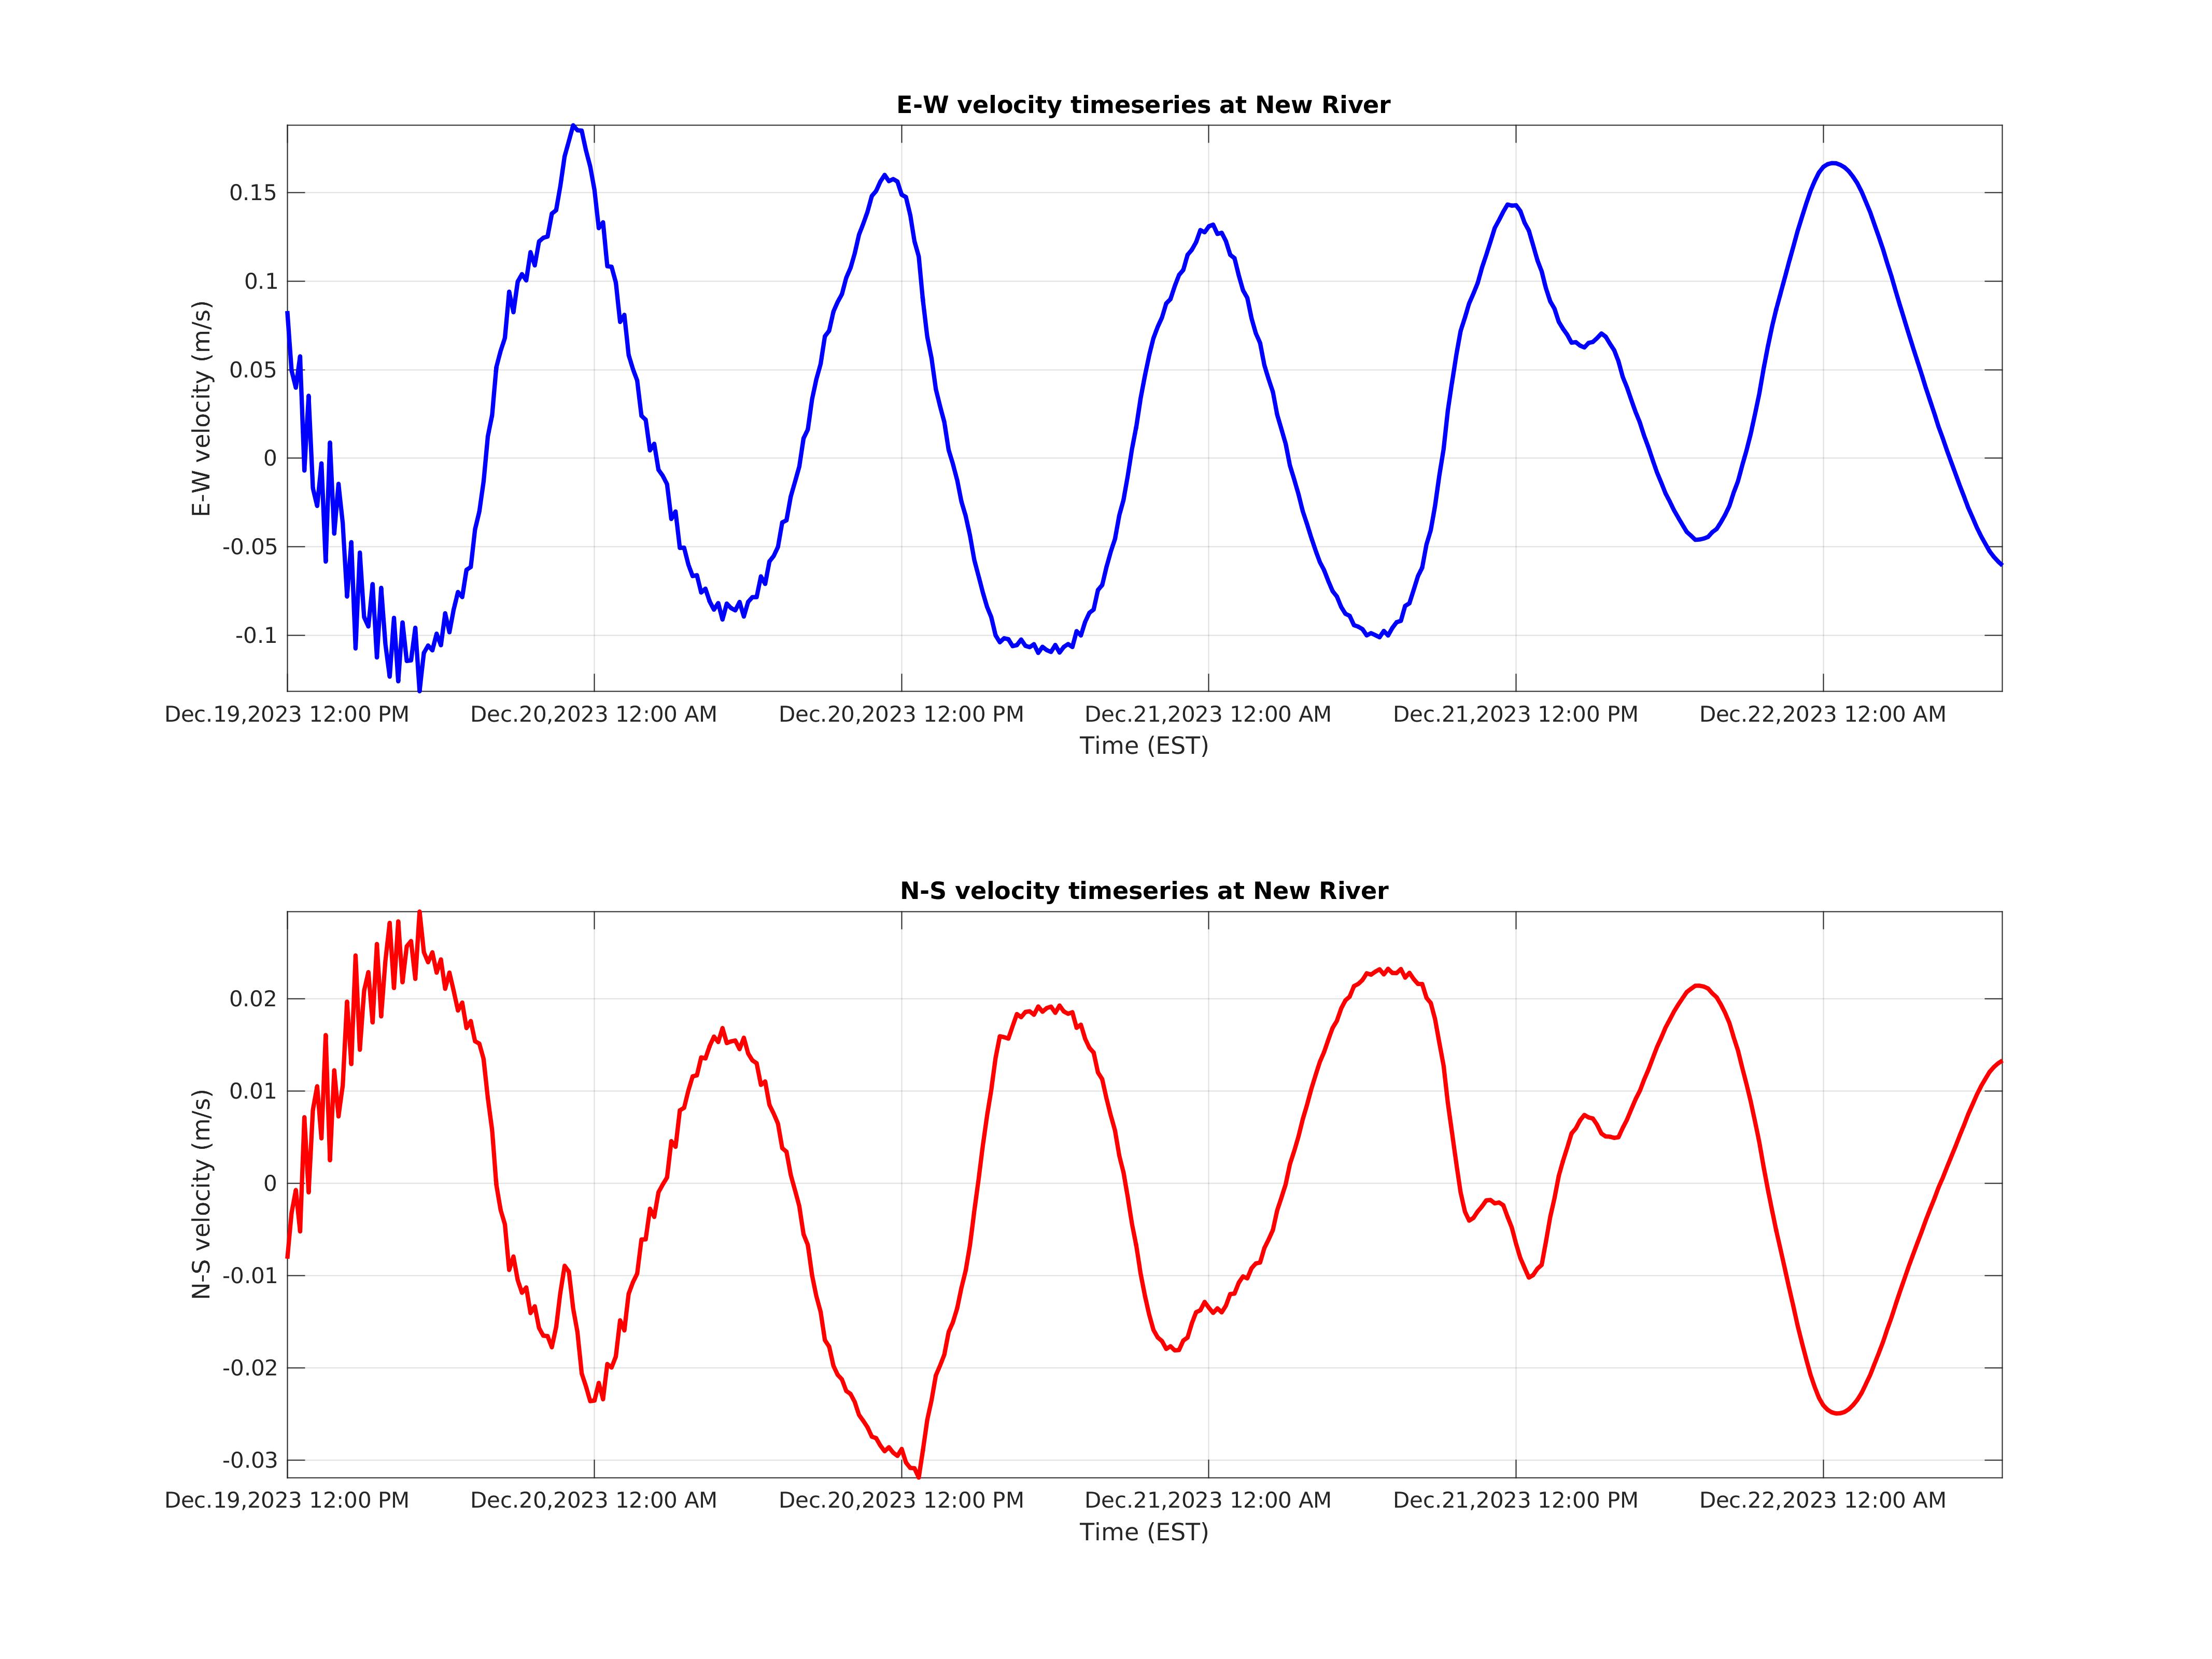 E-W velocity timeseries at New River
E-W velocity (m/s)
0.15
0.1
0.05
0
-0.05
-0.1
Dec.19,2023 12:00 PM Dec.20,2023 12:00 AM Dec.20,2023 12:00 PM Dec.21,2023 12:00 AM Dec.21,2023 12:00 PM Dec.22,2023 12:00 AM
Time (EST)
N-S velocity timeseries at New River
N-S velocity (m/s)
0.02
0.01
0
-0.01
-0.02
-0.03
Dec.19,2023 12:00 PM Dec.20,2023 12:00 AM Dec.20,2023 12:00 PM Dec.21,2023 12:00 AM Dec.21,2023 12:00 PM Dec.22,2023 12:00 AM
Time (EST)